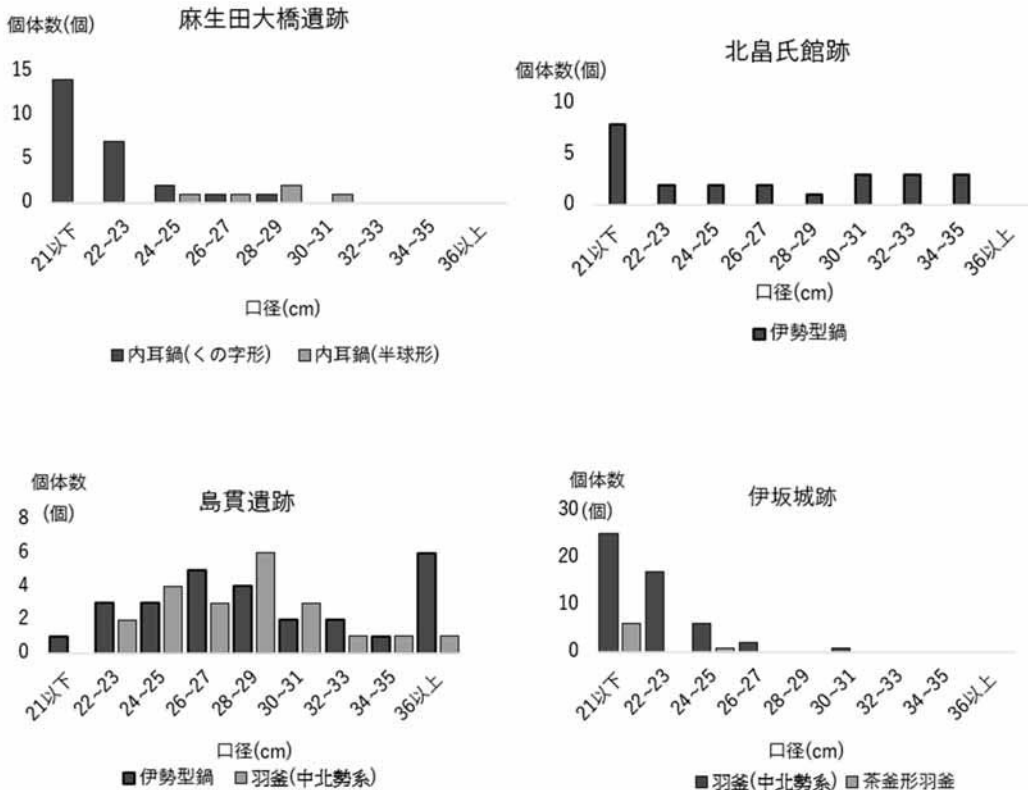 麻生田大橋遺跡
個体数(個)
15
10
5
0
21以下 22~23 24~25 26~27 28~29 30~31 32~33 34~35 36以上
口径(cm)
内耳鍋(くの字形) 内耳鍋(半球形)
北畠氏館跡
個体数(個)
10
5
0
21以下 22~23 24~25 26~27 28~29 30~31 32~33 34~35 36以上
口径(cm)
伊勢型鍋
島貫遺跡
個体数
(個)
8
6
4
2
0
21以下 22~23 24~25 26~27 28~29 30~31 32~33 34~35 36以上
口径(cm)
伊勢型鍋 羽釜(中北勢系)
伊坂城跡
個体数
(個)
30
20
10
0
21以下 22~23 24~25 26~27 28~29 30~31 32~33 34~35 36以上
口径(cm)
羽釜(中北勢系) 茶釜形羽釜